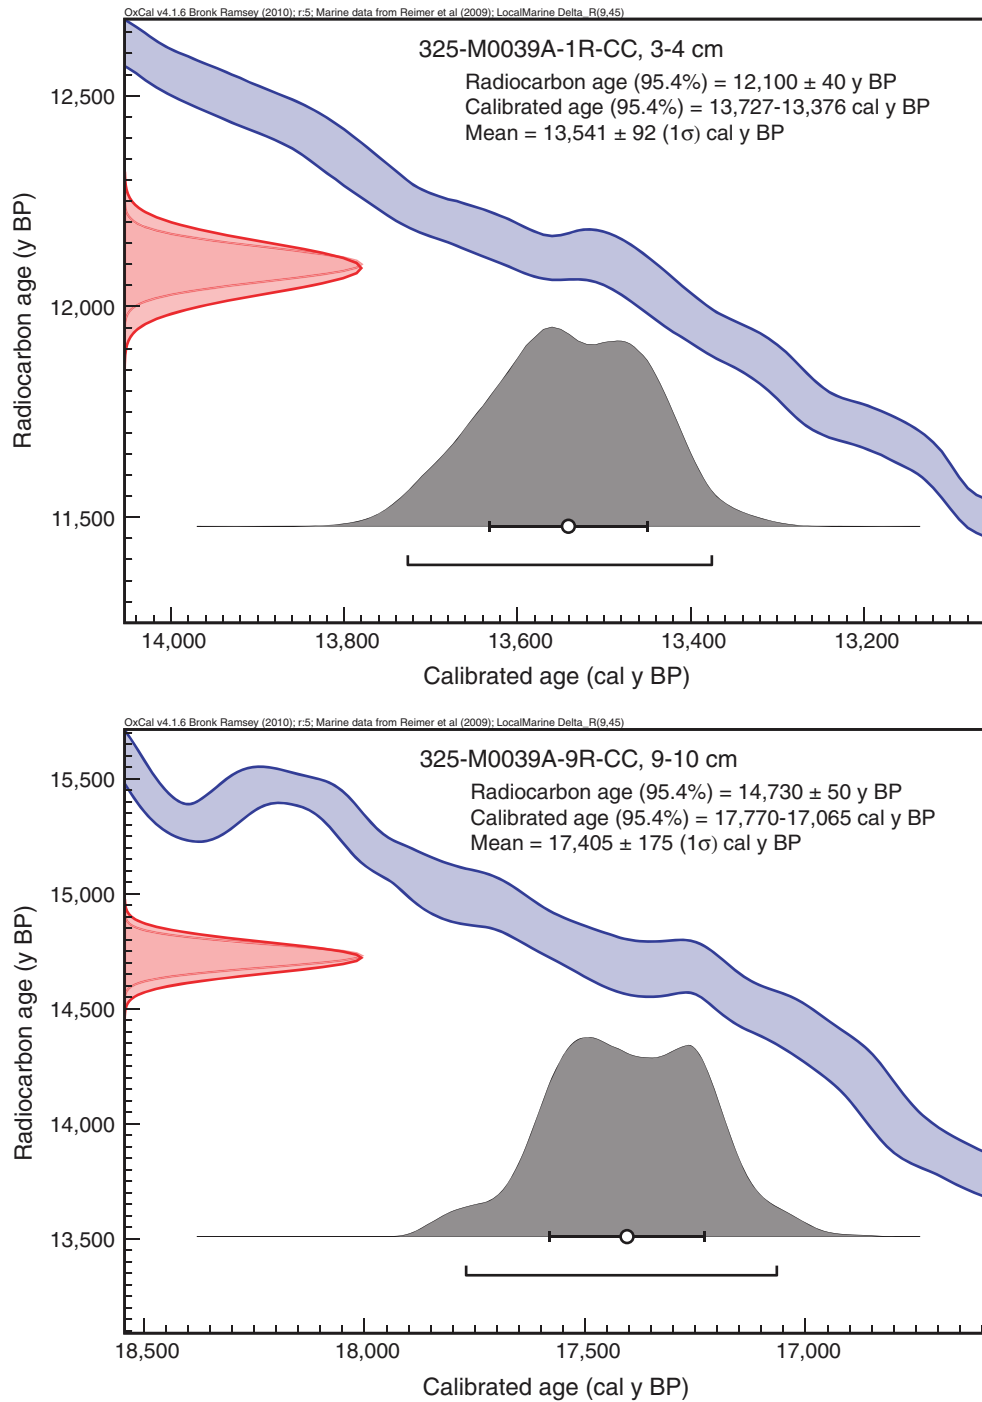 OxCal v4.1.6 Bronk Ramsey (2010); r:5; Marine data from Reimer et al (2009); LocalMarine Delta_R(9,45)
325-M0039A-1R-CC, 3-4 cm
Radiocarbon age (95.4%) = 12,100 ± 40 y BP
Calibrated age (95.4%) = 13,727-13,376 cal y BP
Mean = 13,541 ± 92 (1σ) cal y BP
Radiocarbon age (y BP)
12,500
12,000
11,500
14,000 13,800 13,600 13,400 13,200
Calibrated age (cal y BP)
OxCal v4.1.6 Bronk Ramsey (2010); r:5; Marine data from Reimer et al (2009); LocalMarine Delta_R(9,45)
325-M0039A-9R-CC, 9-10 cm
Radiocarbon age (95.4%) = 14,730 ± 50 y BP
Calibrated age (95.4%) = 17,770-17,065 cal y BP
Mean = 17,405 ± 175 (1σ) cal y BP
Radiocarbon age (y BP)
15,500
15,000
14,500
14,000
13,500
18,500 18,000 17,500 17,000
Calibrated age (cal y BP)